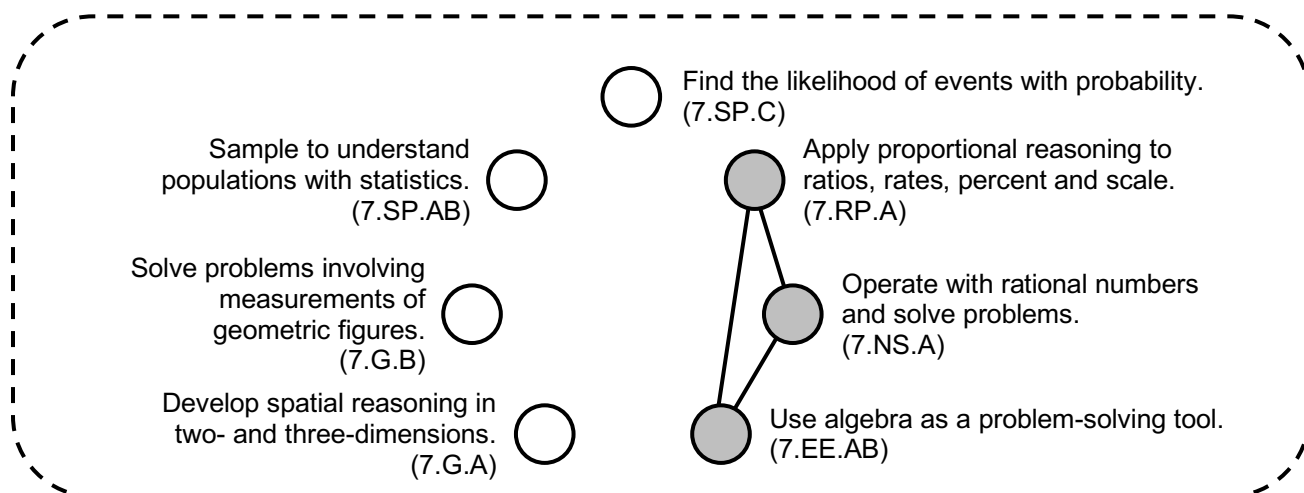 Find the likelihood of events with probability.
(7.SP.C)
Sample to understand
populations with statistics.
(7.SP.AB)
Apply proportional reasoning to
ratios, rates, percent and scale.
(7.RP.A)
Solve problems involving
measurements of
geometric figures.
(7.G.B)
Operate with rational numbers
and solve problems.
(7.NS.A)
Develop spatial reasoning in
two- and three-dimensions.
(7.G.A)
Use algebra as a problem-solving tool.
(7.EE.AB)